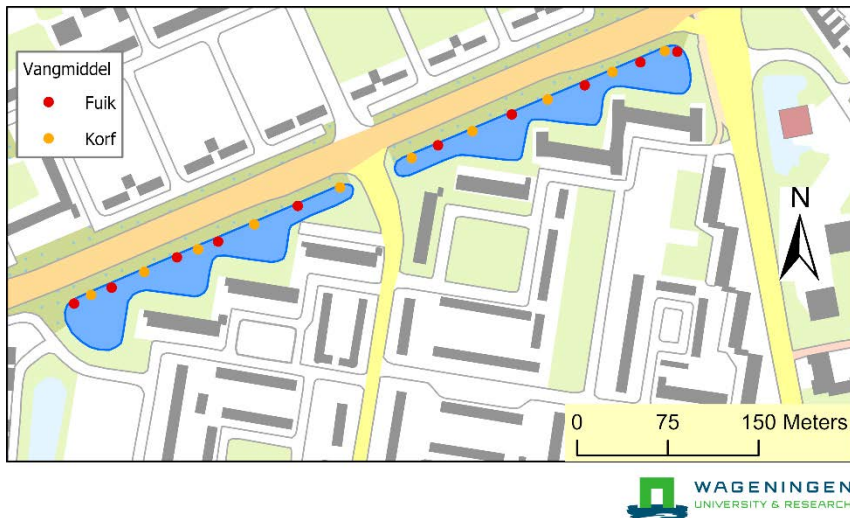 Vangmiddel
Fuik
Korf
N
0 75 150 Meters
WAGENINGEN
UNIVERSITY & RESEARCH